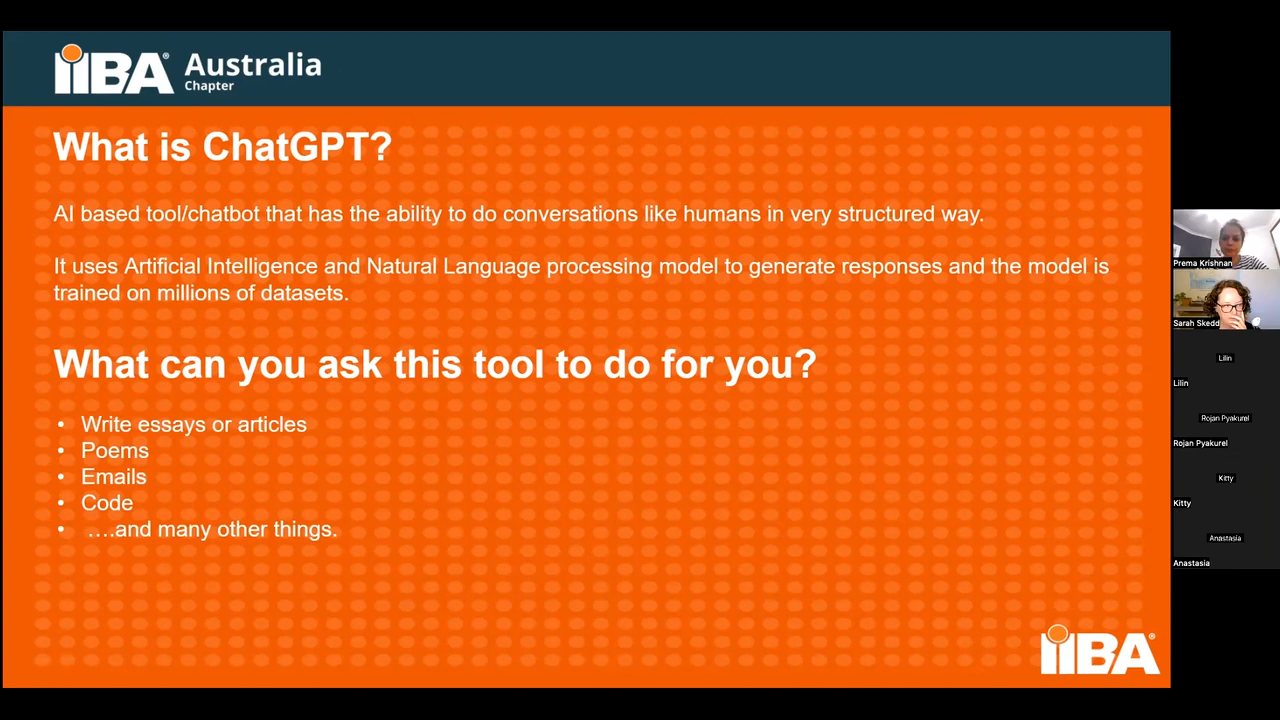 iiBA® Australia
Chapter
What is ChatGPT?
AI based tool/chatbot that has the ability to do conversations like humans in very structured way.
It uses Artificial Intelligence and Natural Language processing model to generate responses and the model is
trained on millions of datasets.
What can you ask this tool to do for you?
• Write essays or articles
• Poems
• Emails
• Code
• ….and many other things.
iiBA®
Prema Krishnan
Sarah Skedd
Lilin
Lilin
Rojan Pyakurel
Rojan Pyakurel
Kitty
Kitty
Anastasia
Anastasia